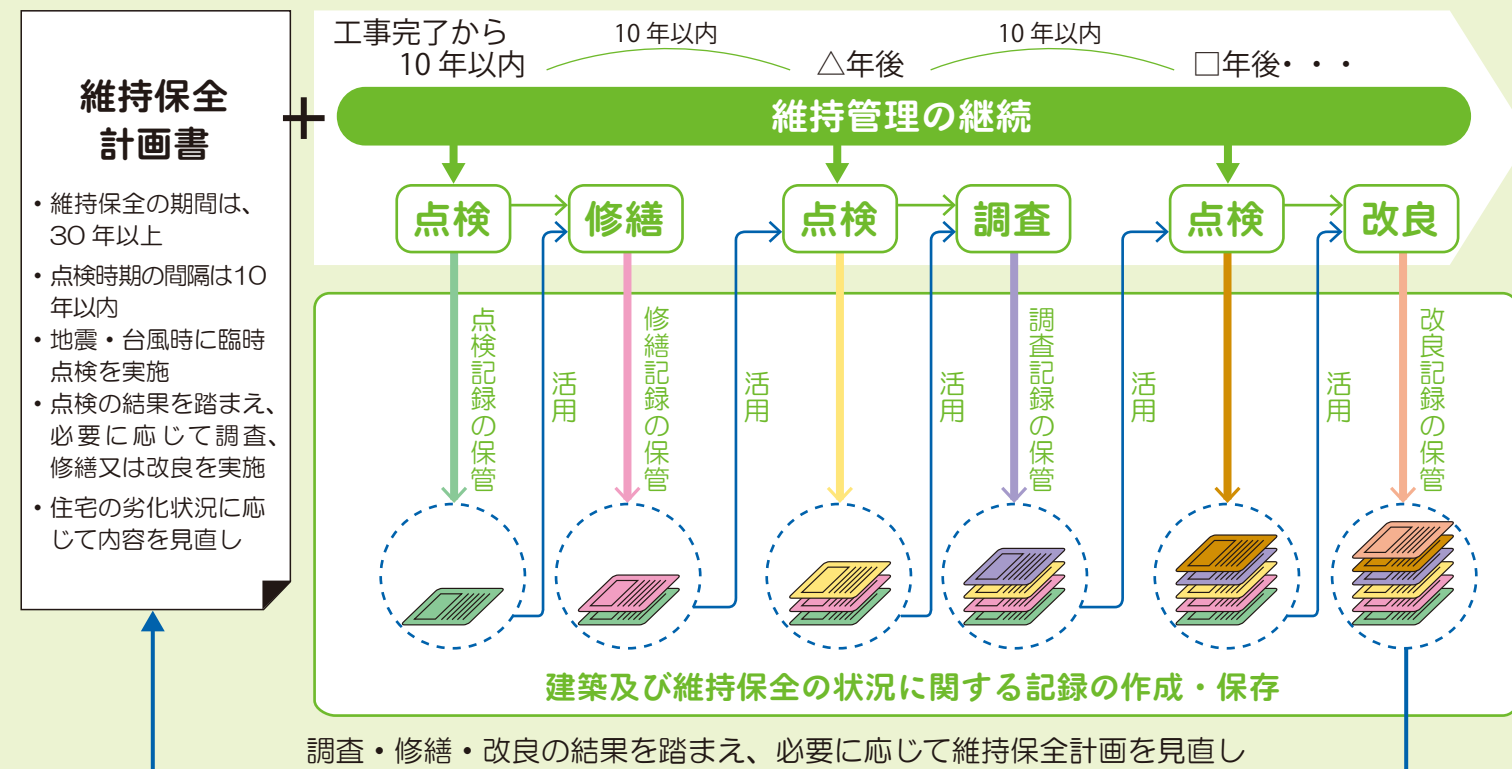 維持保全
計画書
・維持保全の期間は、
30 年以上
・点検時期の間隔は10
年以内
・地震・台風時に臨時
点検を実施
・点検の結果を踏まえ、
必要に応じて調査、
修繕又は改良を実施
・住宅の劣化状況に応
じて内容を見直し
+
工事完了から
10 年以内
10 年以内
△年後
10 年以内
□年後・・・
維持管理の継続
点検
修繕
点検
調査
点検
改良
点検記録の保管
活用
修繕記録の保管
活用
活用
調査記録の保管
活用
活用
改良記録の保管
建築及び維持保全の状況に関する記録の作成・保存
調査・修繕・改良の結果を踏まえ、必要に応じて維持保全計画を見直し